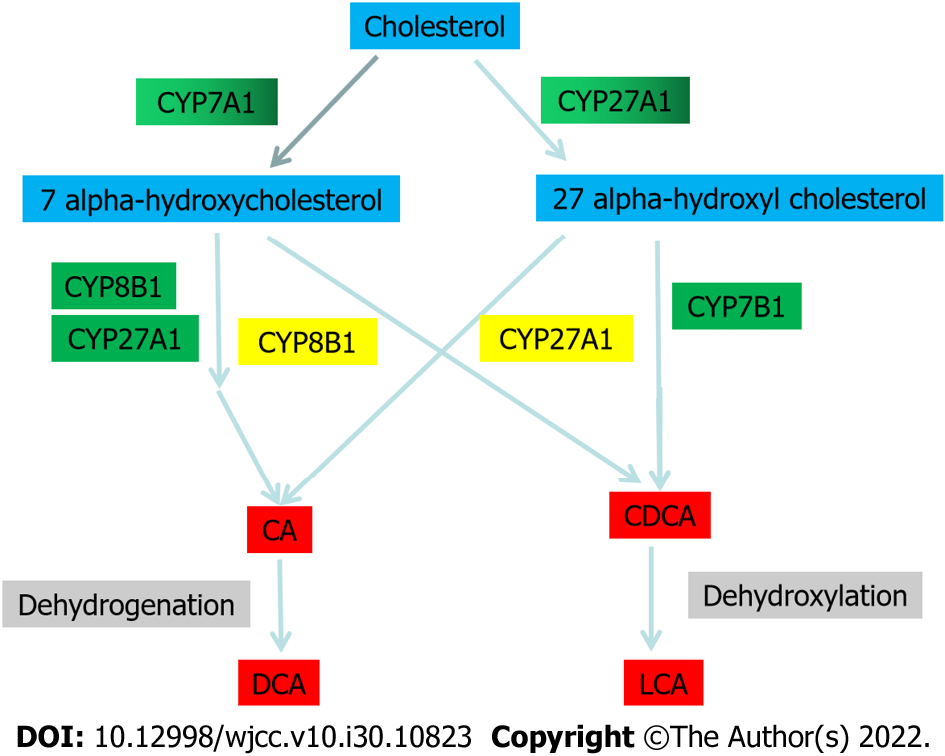 Cholesterol
CYP7A1
CYP27A1
7 alpha-hydroxycholesterol
27 alpha-hydroxyl cholesterol
CYP8B1
CYP27A1
CYP8B1
CYP27A1
CYP7B1
CA
CDCA
Dehydrogenation
Dehydroxylation
DCA
LCA
DOI: 10.12998/wjcc.v10.i30.10823 Copyright ©The Author(s) 2022.